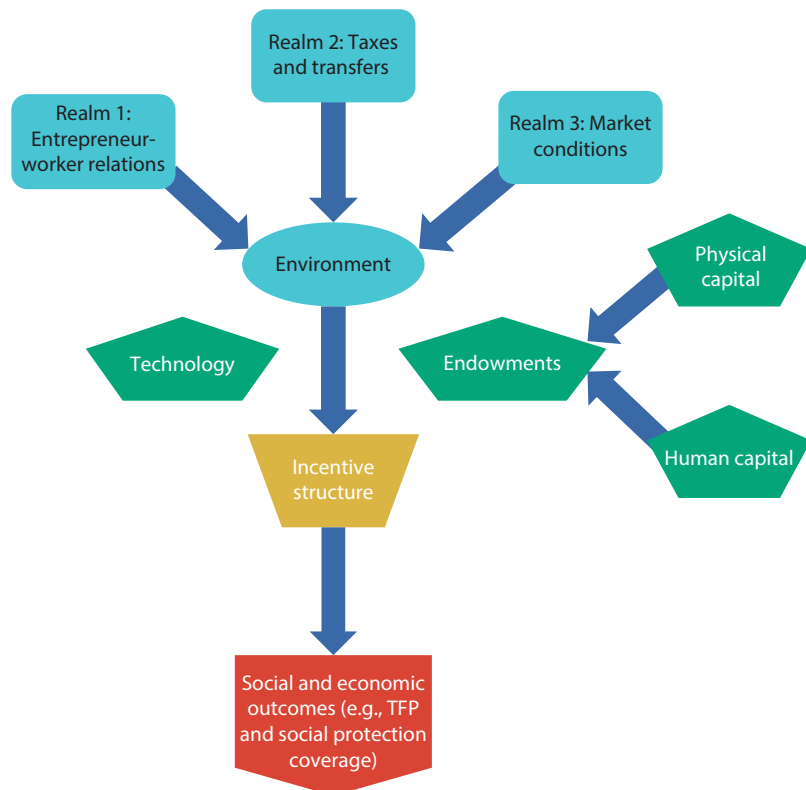 Realm 2: Taxes
and transfers
Realm 1:
Entrepreneur-
worker relations
Realm 3: Market
conditions
Environment
Physical
capital
Technology
Endowments
Human capital
Incentive
structure
Social and economic
outcomes (e.g., TFP
and social protection
coverage)